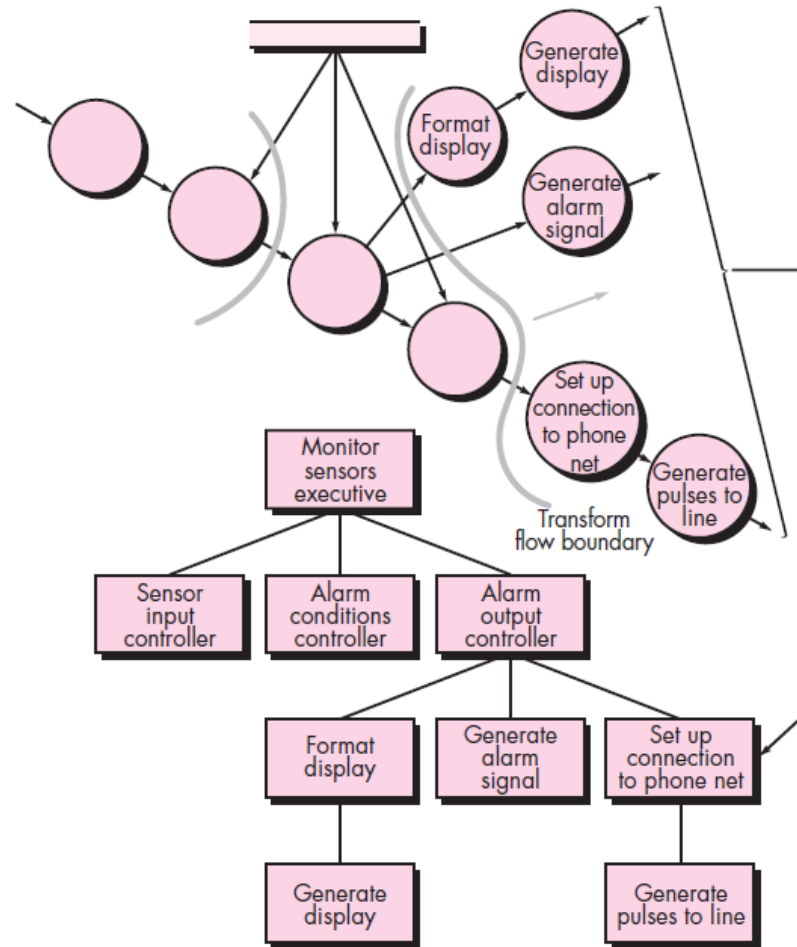 Generate
display
Format
display
Generate
alarm
signal
Set up
connection
to phone
net
Generate
pulses to
line
Transform
flow boundary
Monitor
sensors
executive
Sensor
input
controller
Alarm
conditions
controller
Alarm
output
controller
Format
display
Generate
alarm
signal
Set up
connection
to phone net
Generate
display
Generate
pulses to line